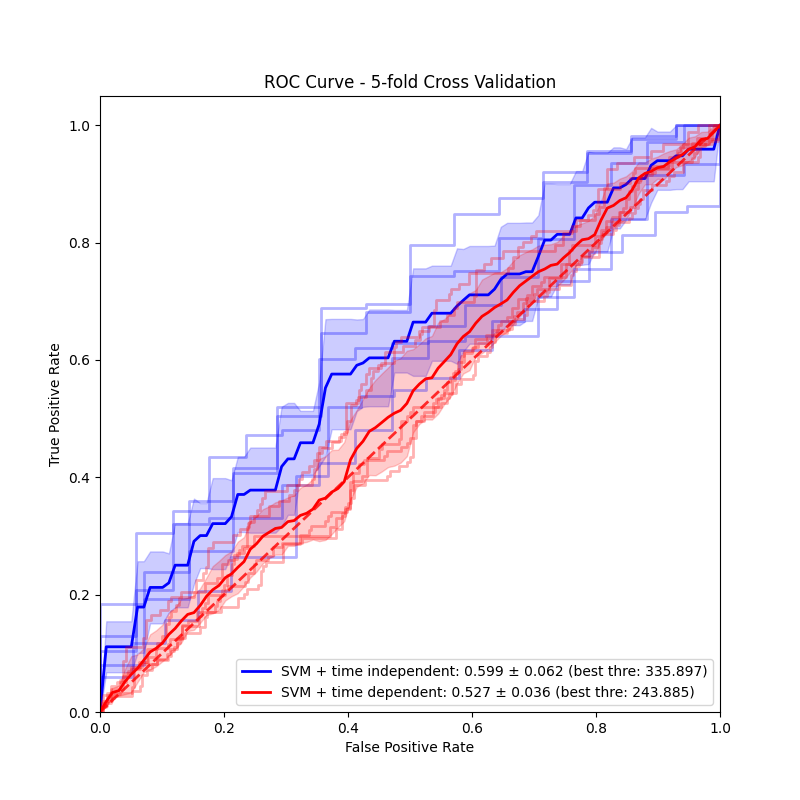 ROC Curve - 5-fold Cross Validation
True Positive Rate
1.0
0.8
0.6
0.4
0.2
0.0
SVM + time independent: 0.599 ± 0.062 (best thre: 335.897)
SVM + time dependent: 0.527 ± 0.036 (best thre: 243.885)
0.0 0.2 0.4 0.6 0.8 1.0
False Positive Rate